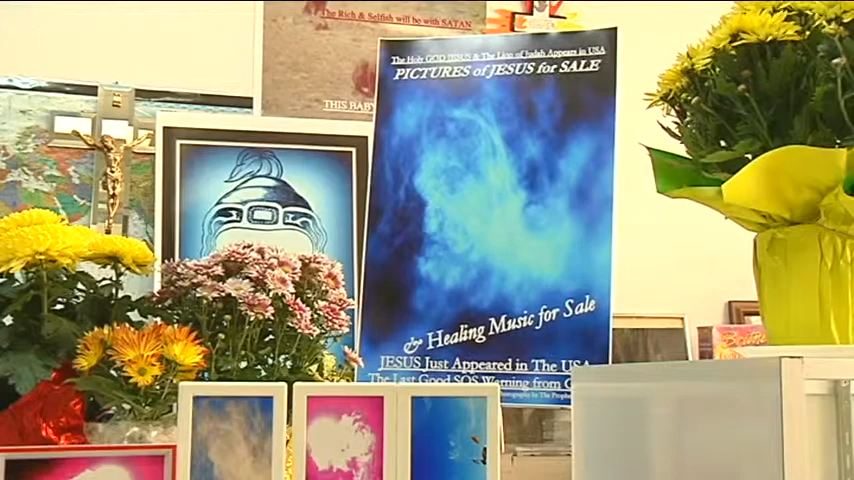 The Rich & Selfish will be with SATAN
THIS BABY
The Holy GOD JESUS & The Lion of Judah Appears in USA
PICTURES of JESUS for SALE
& Healing Music for Sale
JESUS Just Appeared in The USA
The Last Good SOS Warning from